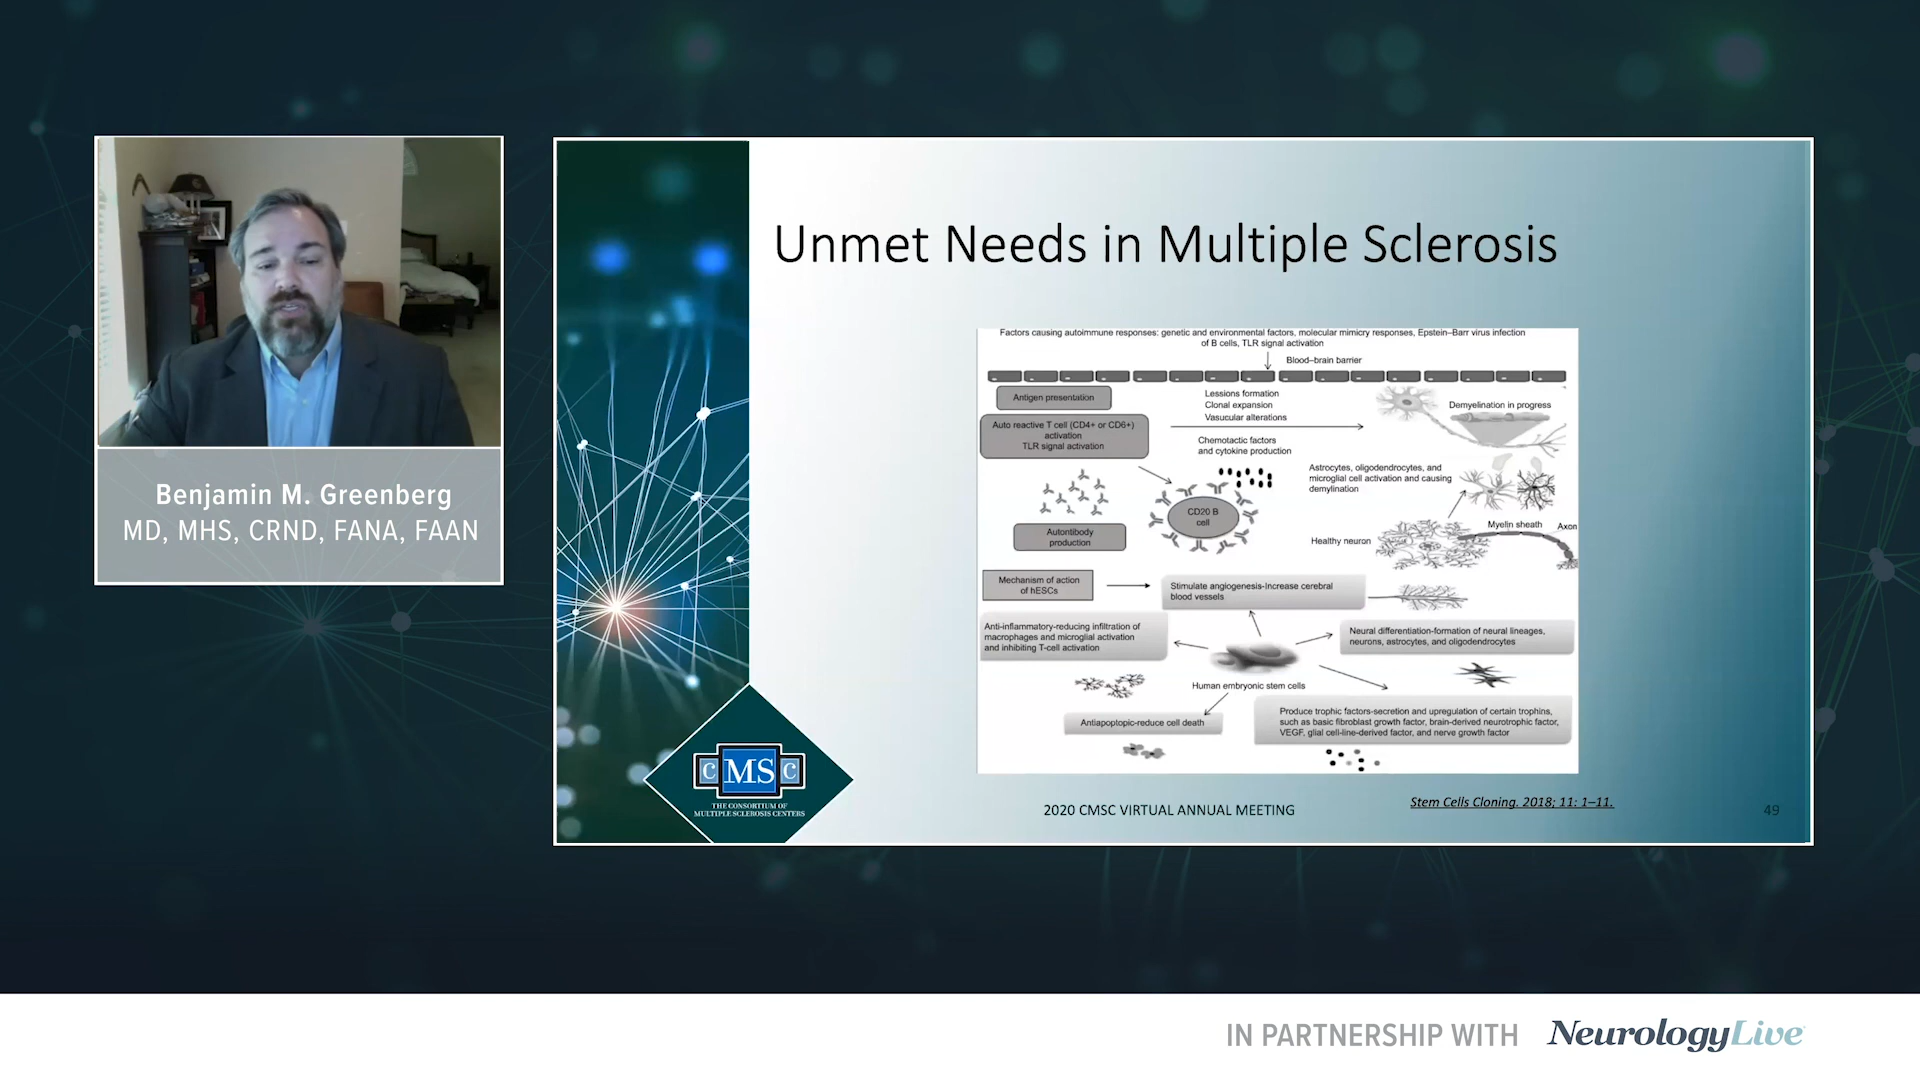 Benjamin M. Greenberg
MD, MHS, CRND, FANA, FAAN
Unmet Needs in Multiple Sclerosis
Factors causing autoimmune responses: genetic and environmental factors, molecular mimicry responses, Epstein–Barr virus infection
of B cells, TLR signal activation
Blood–brain barrier
Antigen presentation
Auto reactive T cell (CD4+ or CD6+)
activation
TLR signal activation
Lessions formation
Clonal expansion
Vasucular alterations
Chemotactic factors
and cytokine production
Demyelination in progress
Astrocytes, oligodendrocytes, and
microglial cell activation and causing
demylination
CD20 B
cell
Autontibody
production
Healthy neuron
Myelin sheath
Axon
Mechanism of action
of hESCs
Stimulate angiogenesis-Increase cerebral
blood vessels
Anti-inflammatory-reducing infiltration of
macrophages and microglial activation
and inhibiting T-cell activation
Neural differentiation-formation of neural lineages,
neurons, astrocytes, and oligodendrocytes
Human embryonic stem cells
Antiapoptopic-reduce cell death
Produce trophic factors-secretion and upregulation of certain trophins,
such as basic fibroblast growth factor, brain-derived neurotrophic factor,
VEGF, glial cell-line-derived factor, and nerve growth factor
C MS C
THE CONSORTIUM OF
MULTIPLE SCLEROSIS CENTERS
2020 CMSC VIRTUAL ANNUAL MEETING
Stem Cells Cloning. 2018; 11: 1–11.
49
IN PARTNERSHIP WITH NeurologyLive